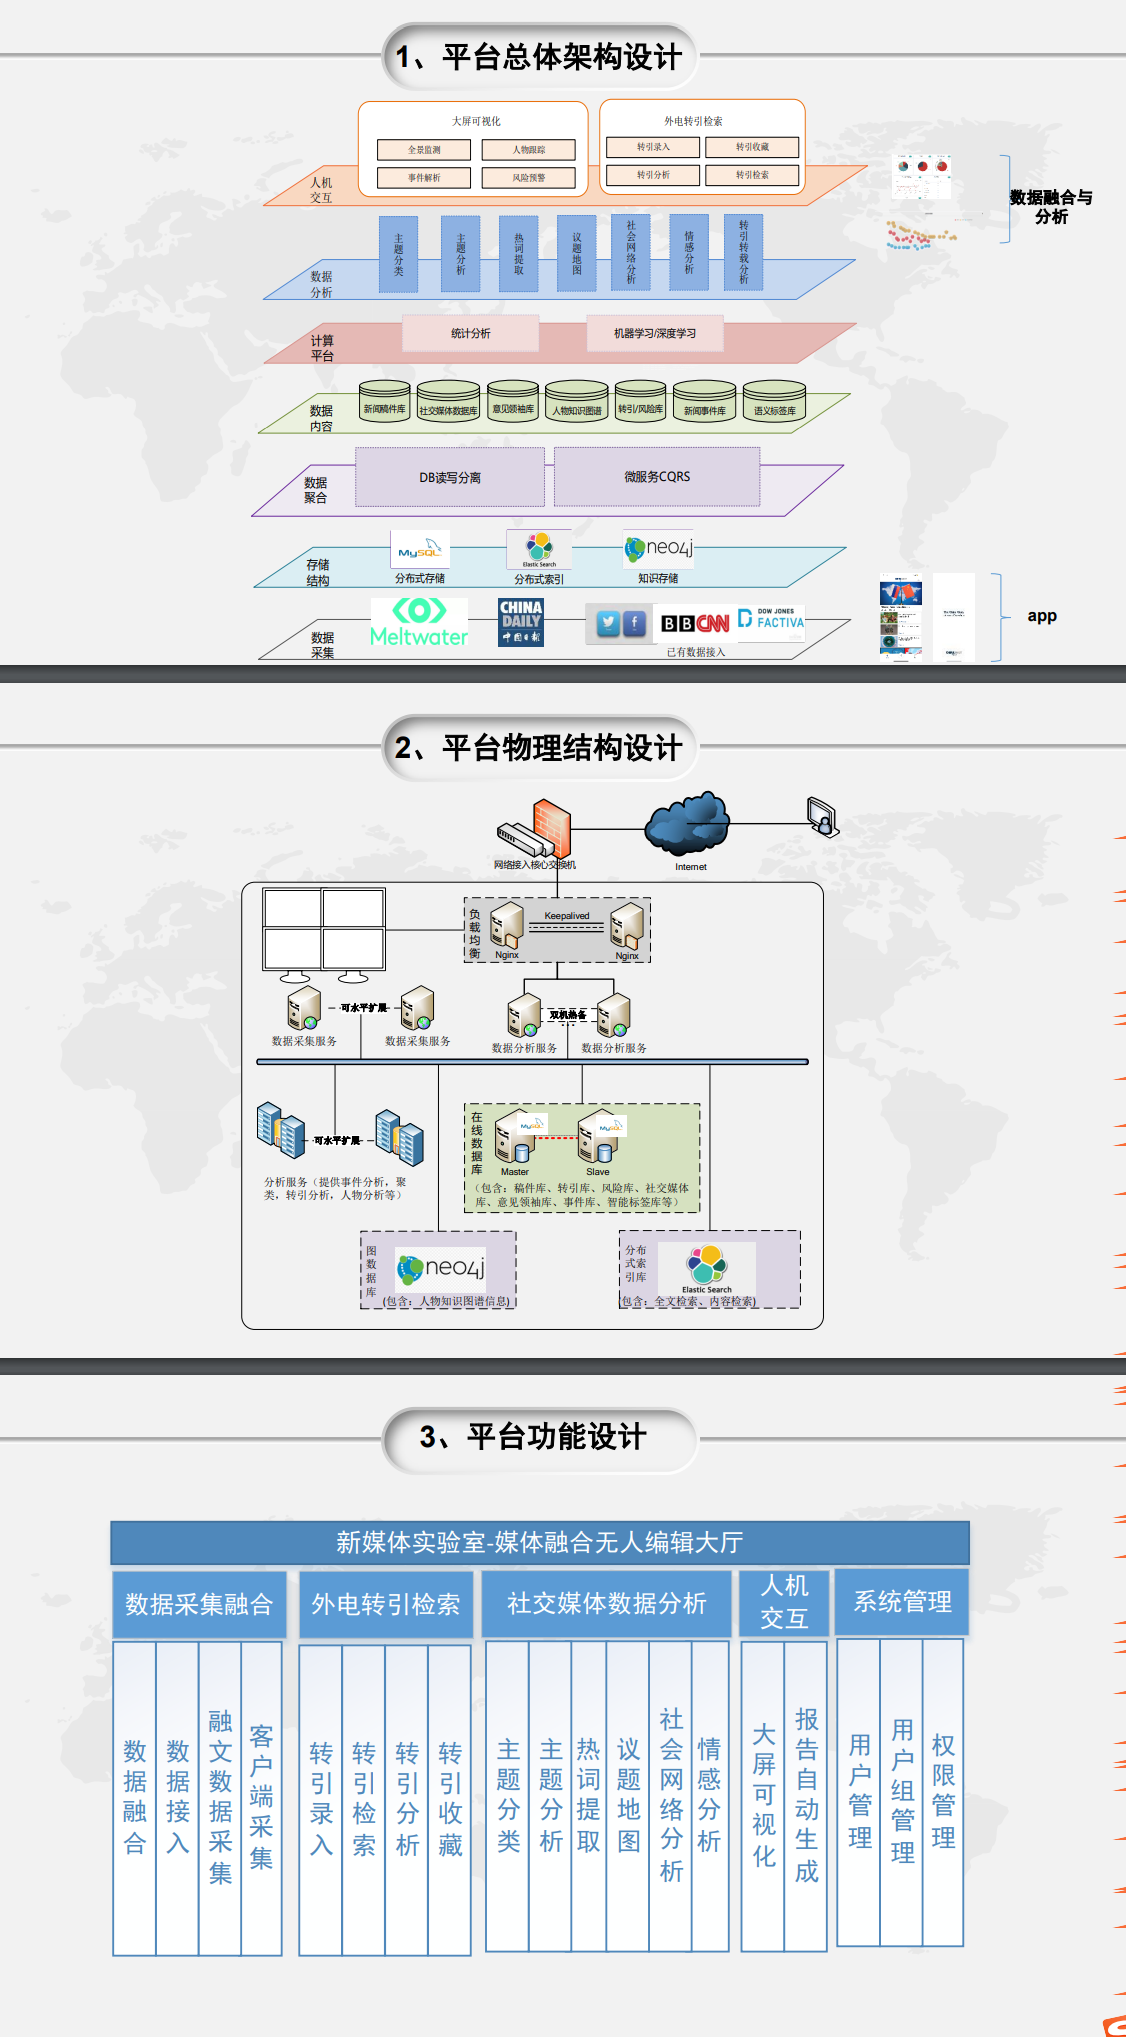 1、平台总体架构设计
大屏可视化
全景监测
人物跟踪
事件解析
风险预警
外电转引检索
转引录入
转引收藏
转引分析
转引检索
人机
交互
数据融合与
分析
主题分类
主题分析
热词提取
议题地图
社会网络分析
情感分析
转引转载分析
数据
分析
计算
平台
统计分析
机器学习/深度学习
数据
内容
新闻稿件库
社交媒体数据库
意见领袖库
人物知识图谱
转引/风险库
新闻事件库
语义标签库
数据
聚合
DB读写分离
微服务CQRS
存储
结构
MySQL
分布式存储
Elastic Search
分布式索引
neo4j
知识存储
数据
采集
Meltwater
CHINA
DAILY
中国日报
BBC
CNN
DOW JONES
FACTIVA
已有数据接入
app
2、平台物理结构设计
网络接入核心交换机
Internet
负载均衡
Nginx
Keepalived
Nginx
可水平扩展
数据采集服务
数据采集服务
双机热备
数据分析服务
数据分析服务
可水平扩展
分析服务（提供事件分析，聚
类，转引分析，人物分析等）
在线数据库
MySQL
MySQL
Master
Slave
（包含：稿件库、转引库、风险库、社交媒体
库、意见领袖库、事件库、智能标签库等）
图数据库
neo4j
(包含：人物知识图谱信息)
分布
式索
引库
Elastic Search
(包含：全文检索、内容检索)
3、平台功能设计
新媒体实验室-媒体融合无人编辑大厅
数据采集融合
外电转引检索
社交媒体数据分析
人机
交互
系统管理
数据融合
数据接入
融文数据采集
客户端采集
转引录入
转引检索
转引分析
转引收藏
主题分类
主题分析
热词提取
议题地图
社会网络分析
情感分析
大屏可视化
报告自动生成
用户管理
用户组管理
权限管理